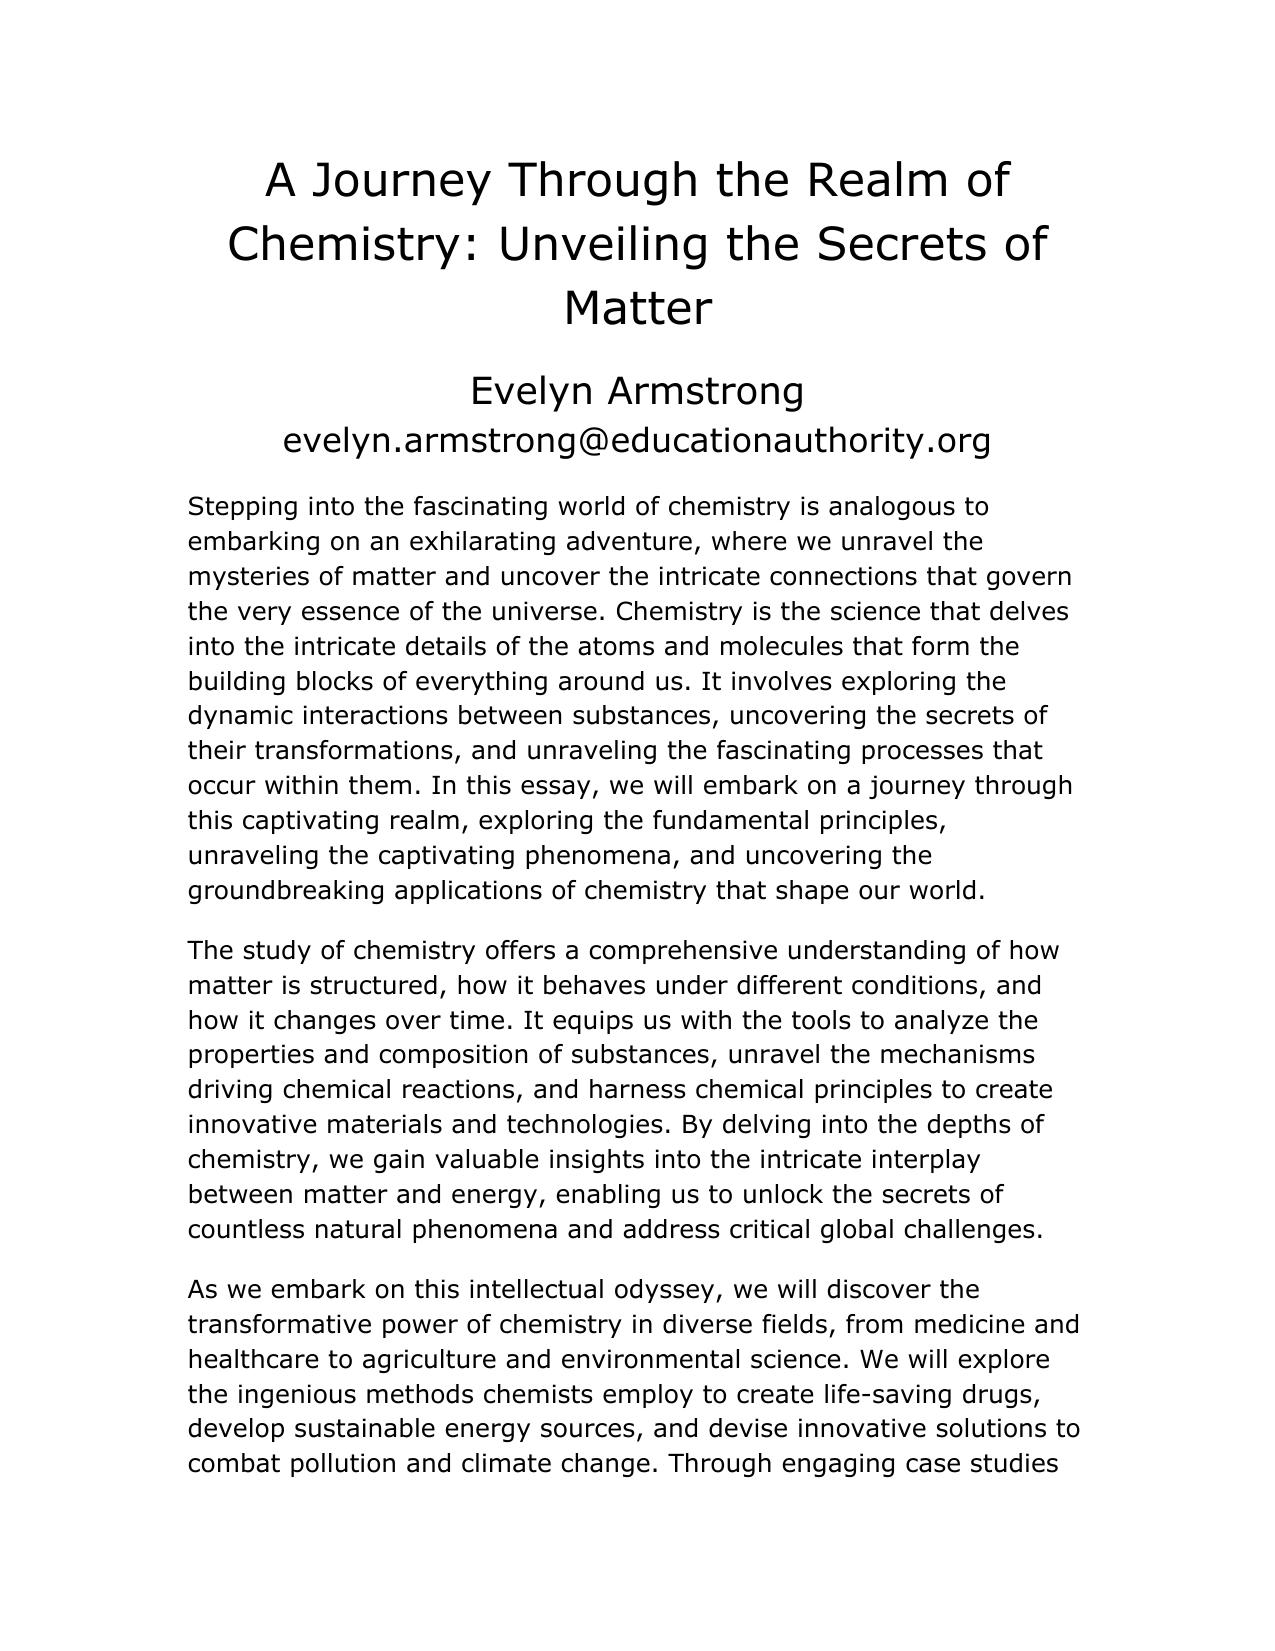 A Journey Through the Realm of
Chemistry: Unveiling the Secrets of
Matter
Evelyn Armstrong
evelyn.armstrong@educationauthority.org
Stepping into the fascinating world of chemistry is analogous to
embarking on an exhilarating adventure, where we unravel the
mysteries of matter and uncover the intricate connections that govern
the very essence of the universe. Chemistry is the science that delves
into the intricate details of the atoms and molecules that form the
building blocks of everything around us. It involves exploring the
dynamic interactions between substances, uncovering the secrets of
their transformations, and unraveling the fascinating processes that
occur within them. In this essay, we will embark on a journey through
this captivating realm, exploring the fundamental principles,
unraveling the captivating phenomena, and uncovering the
groundbreaking applications of chemistry that shape our world.
The study of chemistry offers a comprehensive understanding of how
matter is structured, how it behaves under different conditions, and
how it changes over time. It equips us with the tools to analyze the
properties and composition of substances, unravel the mechanisms
driving chemical reactions, and harness chemical principles to create
innovative materials and technologies. By delving into the depths of
chemistry, we gain valuable insights into the intricate interplay
between matter and energy, enabling us to unlock the secrets of
countless natural phenomena and address critical global challenges.
As we embark on this intellectual odyssey, we will discover the
transformative power of chemistry in diverse fields, from medicine and
healthcare to agriculture and environmental science. We will explore
the ingenious methods chemists employ to create life-saving drugs,
develop sustainable energy sources, and devise innovative solutions to
combat pollution and climate change. Through engaging case studies